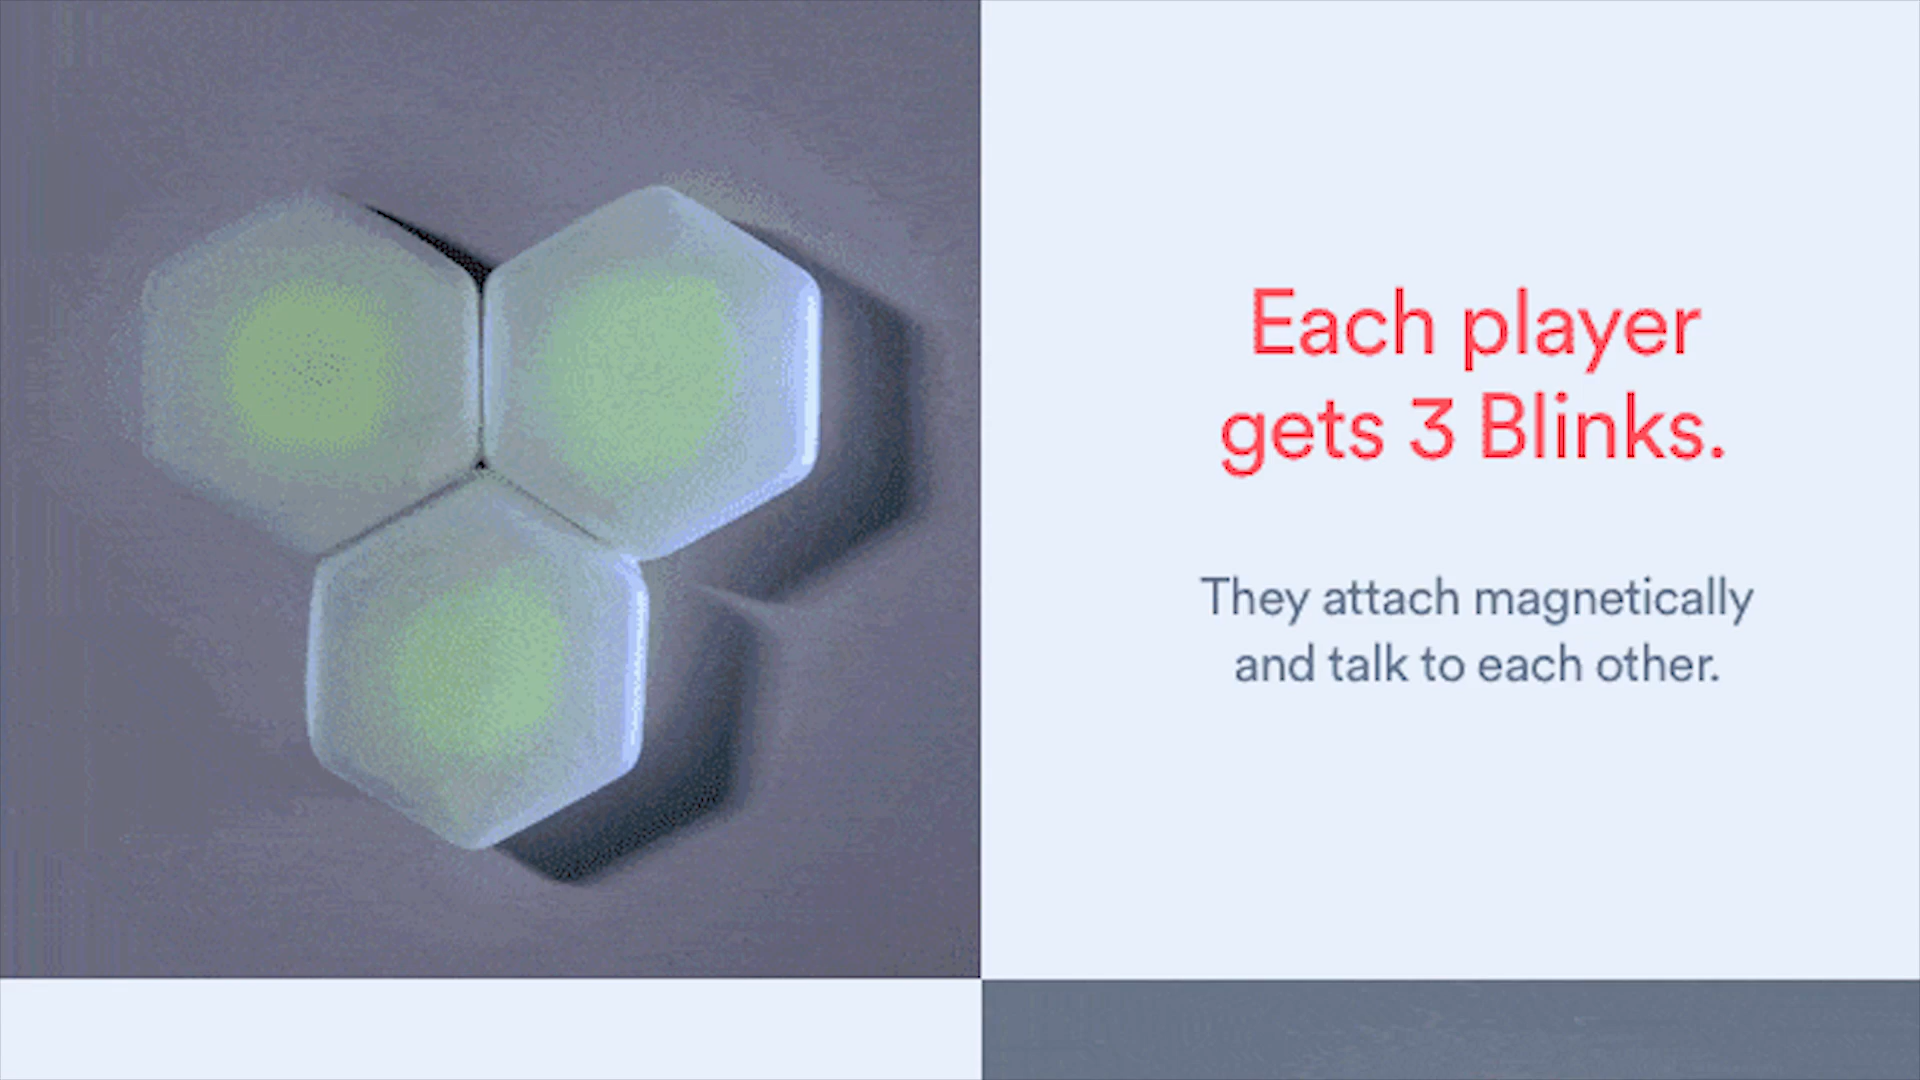 Each player
gets 3 Blinks.
They attach magnetically
and talk to each other.